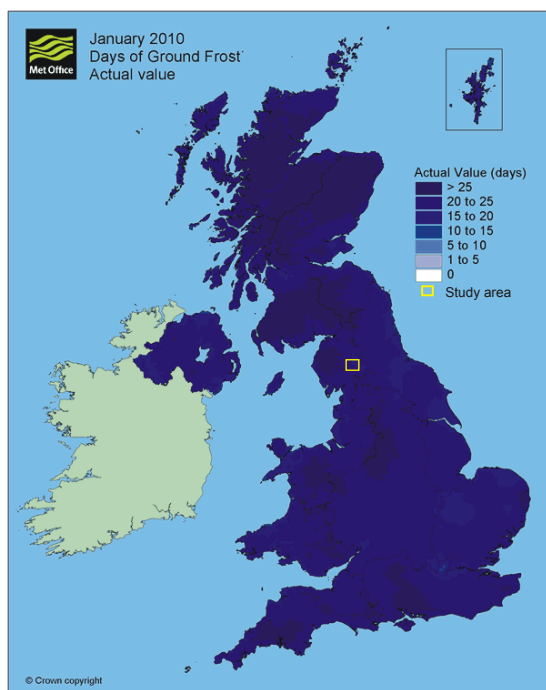 Met Office
January 2010
Days of Ground Frost
Actual value
Actual Value (days)
> 25
20 to 25
15 to 20
10 to 15
5 to 10
1 to 5
0
Study area
© Crown copyright